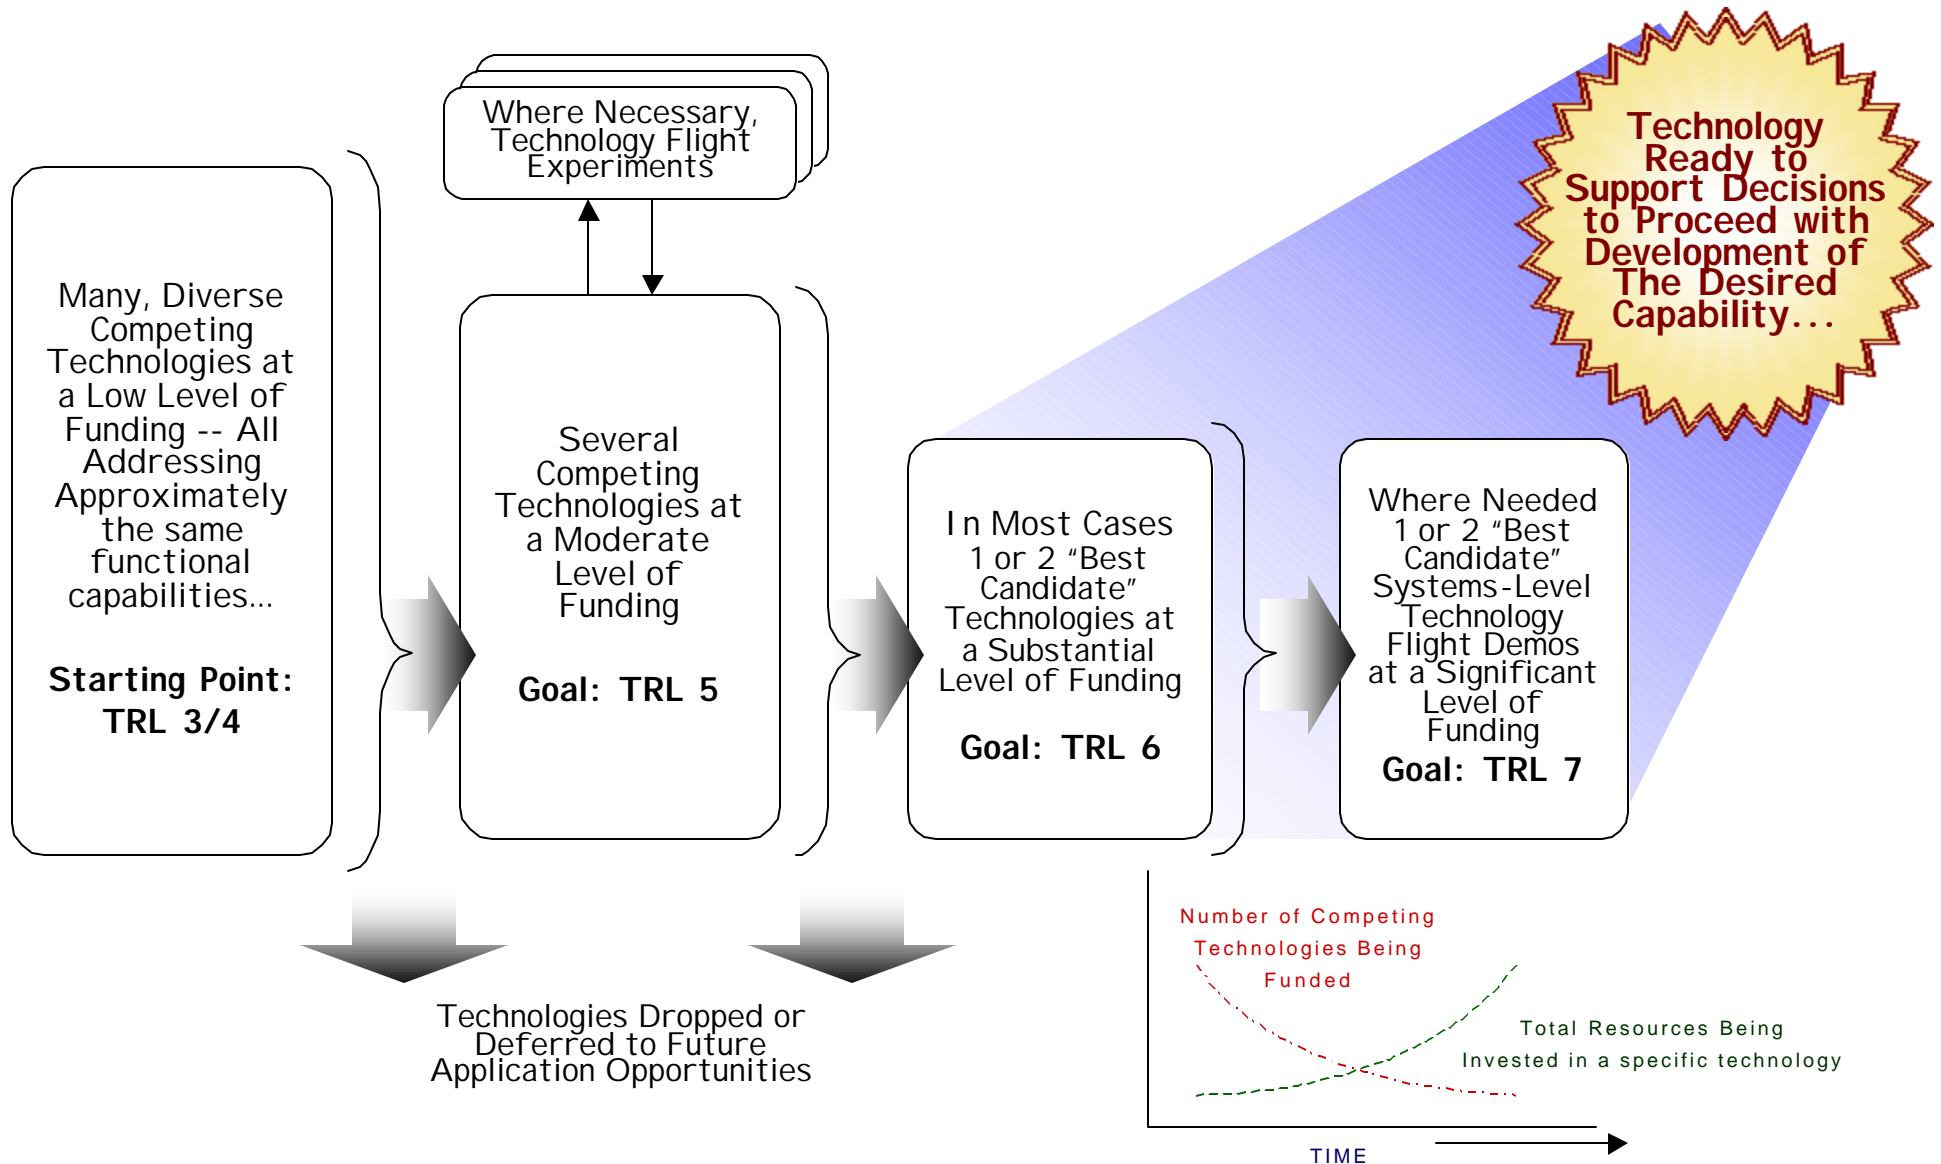 Where Necessary,
Technology Flight
Experiments
Technology
Ready to
Support Decisions
to Proceed with
Development of
The Desired
Capability...
Many, Diverse
Competing
Technologies at
a Low Level of
Funding -- All
Addressing
Approximately
the same
functional
capabilities...
Starting Point:
TRL 3/4
Several
Competing
Technologies at
a Moderate
Level of
Funding
Goal: TRL 5
In Most Cases
1 or 2 “Best
Candidate”
Technologies at
a Substantial
Level of Funding
Goal: TRL 6
Where Needed
1 or 2 “Best
Candidate”
Systems-Level
Technology
Flight Demos
at a Significant
Level of
Funding
Goal: TRL 7
Technologies Dropped or
Deferred to Future
Application Opportunities
Number of Competing
Technologies Being
Funded
Total Resources Being
Invested in a specific technology
TIME